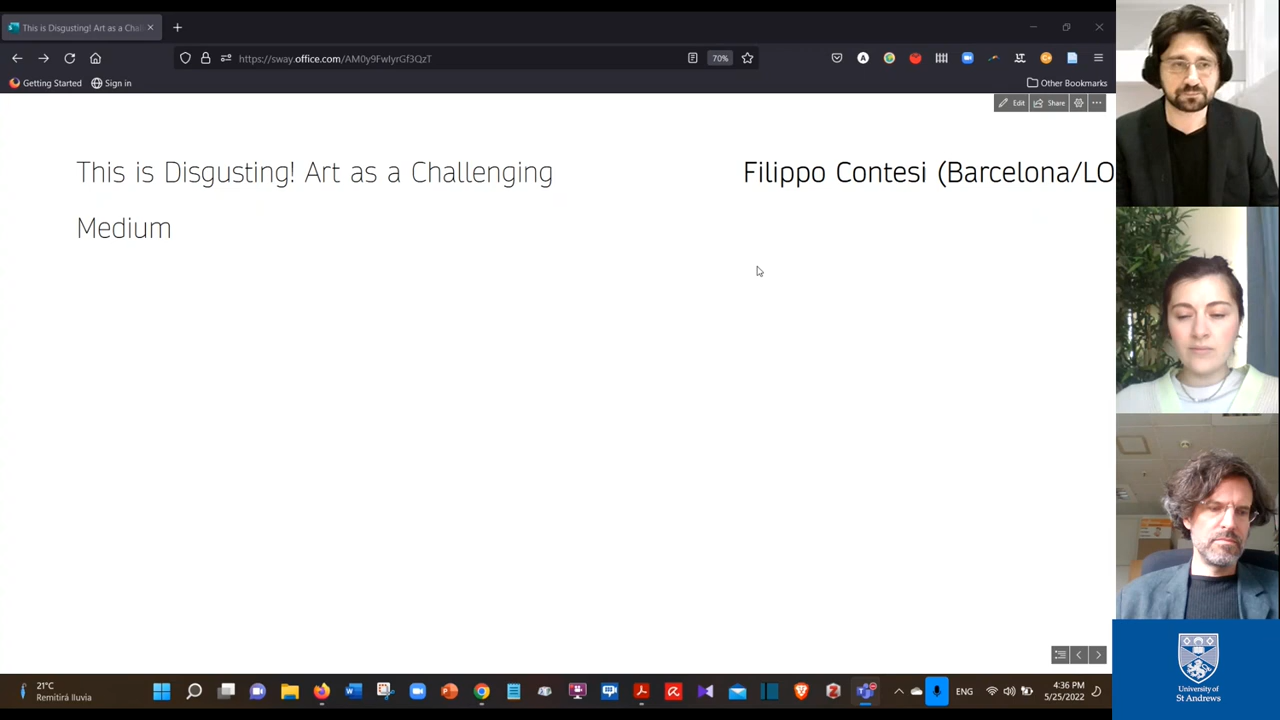 This is Disgusting! Art as a Chal
https://sway.office.com/AM0y9FwIyrGf3QzT
70%
Getting Started
Sign in
Other Bookmarks
Edit
Share
This is Disgusting! Art as a Challenging
Medium
Filippo Contesi (Barcelona/LO
University of
St Andrews
21°C
Remitirá lluvia
ENG
4:36 PM
5/25/2022